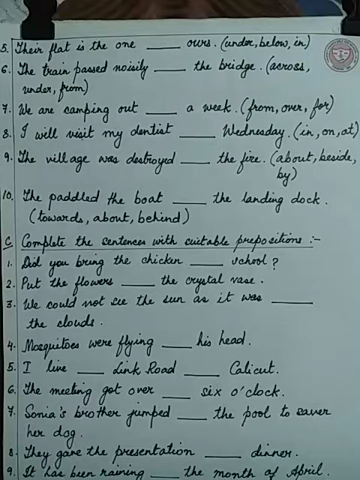 5. Their flat is the one ____ ours. (under, below, in)
6. The train passed noisily ____ the bridge. (across,
under, from)
7. We are camping out ____ a week. (from, over, for)
8. I will visit my dentist ____ Wednesday. (in, on, at)
9. The village was destroyed ____ the fire. (about, beside,
by)
10. The paddled the boat ____ the landing dock.
(towards, about, behind)
C. Complete the sentences with suitable prepositions :-
1. Did you bring the chicken ____ school?
2. Put the flowers ____ the crystal vase.
3. We could not see the sun as it was ____
the clouds.
4. Mosquitoes were flying ____ his head.
5. I live ____ Link Road ____ Calicut.
6. The meeting got over ____ six o'clock.
7. Sonia's brother jumped ____ the pool to saver
her dog.
8. They gave the presentation ____ dinner.
9. It has been raining ____ the month of April.